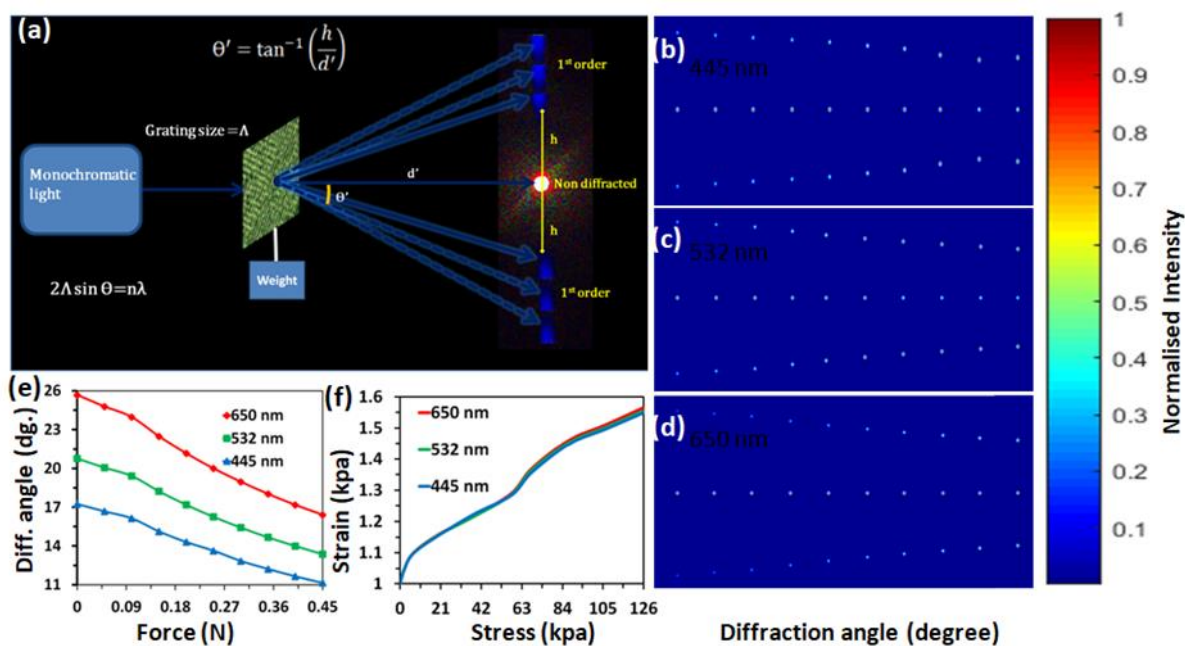 (a)
Θ′ = tan⁻¹ (h/d′)
1st order
Grating size =Λ
Monochromatic
light
h
d'
Non diffracted
Θ'
h
Weight
2Λ sin Θ=nλ
1st order
(b)
445 nm
(c)
532 nm
(d)
650 nm
Diffraction angle (degree)
1
0.9
0.8
0.7
0.6
0.5
0.4
0.3
0.2
0.1
Normalised Intensity
(e)
26
23
20
17
14
11
650 nm
532 nm
445 nm
0 0.09 0.18 0.27 0.36 0.45
Diff. angle (dg.)
Force (N)
(f)
1.6
1.5
1.4
1.3
1.2
1.1
1
650 nm
532 nm
445 nm
0 21 42 63 84 105 126
Strain (kpa)
Stress (kpa)